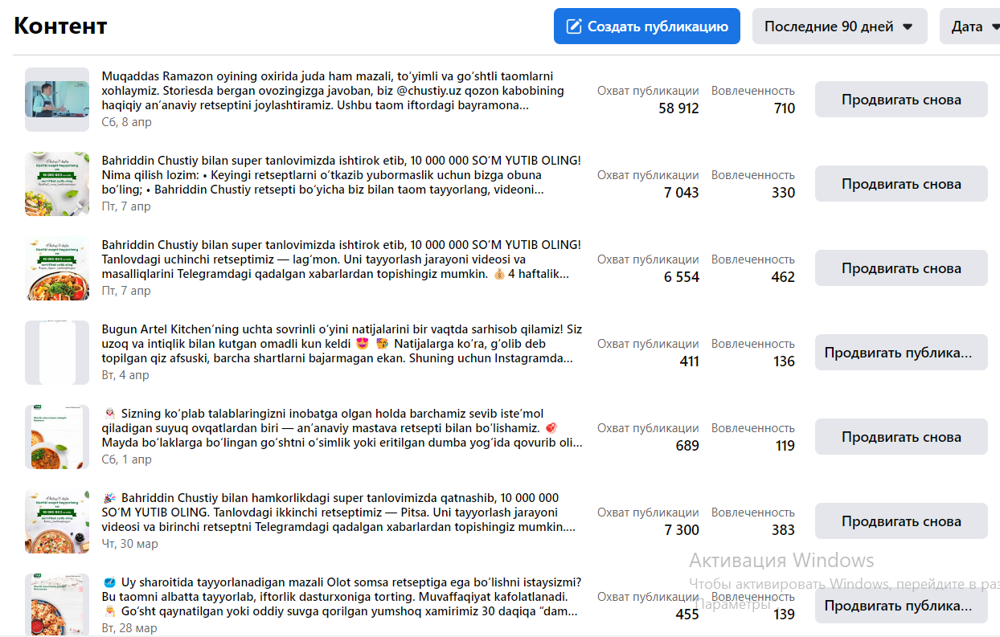 Контент
Создать публикацию
Последние 90 дней
Дата
Muqaddas Ramazon oyining oxirida juda ham mazali, to‘yimli va go‘shtli taomlarni
xohlaymiz. Storiesda bergan ovozingizga javoban, biz @chustiy.uz qozon kabobining
haqiqiy an’anaviy retseptini joylashtiramiz. Ushbu taom iftordagi bayramona...
Сб, 8 апр
Охват публикации
58 912
Вовлеченность
710
Продвигать снова
Bahriddin Chustiy bilan super tanlovimizda ishtirok etib, 10 000 000 SO‘M YUTIB OLING!
Nima qilish lozim: • Keyingi retseptlarni o‘tkazib yubormaslik uchun bizga obuna
bo‘ling; • Bahriddin Chustiy retsepti bo‘yicha biz bilan taom tayyorlang, videoni...
Пт, 7 апр
Охват публикации
7 043
Вовлеченность
330
Продвигать снова
Bahriddin Chustiy bilan super tanlovimizda ishtirok etib, 10 000 000 SO‘M YUTIB OLING!
Tanlovdagi uchinchi retseptimiz — lag‘mon. Uni tayyorlash jarayoni videosi va
masalliqlarini Telegramdagi qadalgan xabarlardan topishingiz mumkin. 💰 4 haftalik...
Пт, 7 апр
Охват публикации
6 554
Вовлеченность
462
Продвигать снова
Bugun Artel Kitchen’ning uchta sovrinli o‘yini natijalarini bir vaqtda sarhisob qilamiz! Siz
uzoq va intiqlik bilan kutgan omadli kun keldi 😍 🥳 Natijalarga ko‘ra, g‘olib deb
topilgan qiz afsuski, barcha shartlarni bajarmagan ekan. Shuning uchun Instagramda...
Вт, 4 апр
Охват публикации
411
Вовлеченность
136
Продвигать публика...
👨‍🍳 Sizning ko‘plab talablaringizni inobatga olgan holda barchamiz sevib iste’mol
qiladigan suyuq ovqatlardan biri — an’anaviy mastava retsepti bilan bo‘lishamiz. 🥩
Mayda bo‘laklarga bo‘lingan go‘shtni o‘simlik yoki eritilgan dumba yog‘ida qovurib oli...
Сб, 1 апр
Охват публикации
689
Вовлеченность
119
Продвигать снова
🎉 Bahriddin Chustiy bilan hamkorlikdagi super tanlovimizda qatnashib, 10 000 000
SO‘M YUTIB OLING. Tanlovdagi ikkinchi retseptimiz — Pitsa. Uni tayyorlash jarayoni
videosi va birinchi retseptni Telegramdagi qadalgan xabarlardan topishingiz mumkin....
Чт, 30 мар
Охват публикации
7 300
Вовлеченность
383
Продвигать снова
🥣 Uy sharoitida tayyorlanadigan mazali Olot somsa retseptiga ega bo‘lishni istaysizmi?
Bu taomni albatta tayyorlab, iftorlik dasturxoniga torting. Muvaffaqiyat kafolatlanadi.
👩‍🍳 Go‘sht qaynatilgan yoki oddiy suvga qorilgan yumshoq xamirimiz 30 daqiqa “dam...
Вт, 28 мар
Охват публикации
455
Вовлеченность
139
Продвигать публика...
Активация Windows
Чтобы активировать Windows, перейдите в раз
Параметры